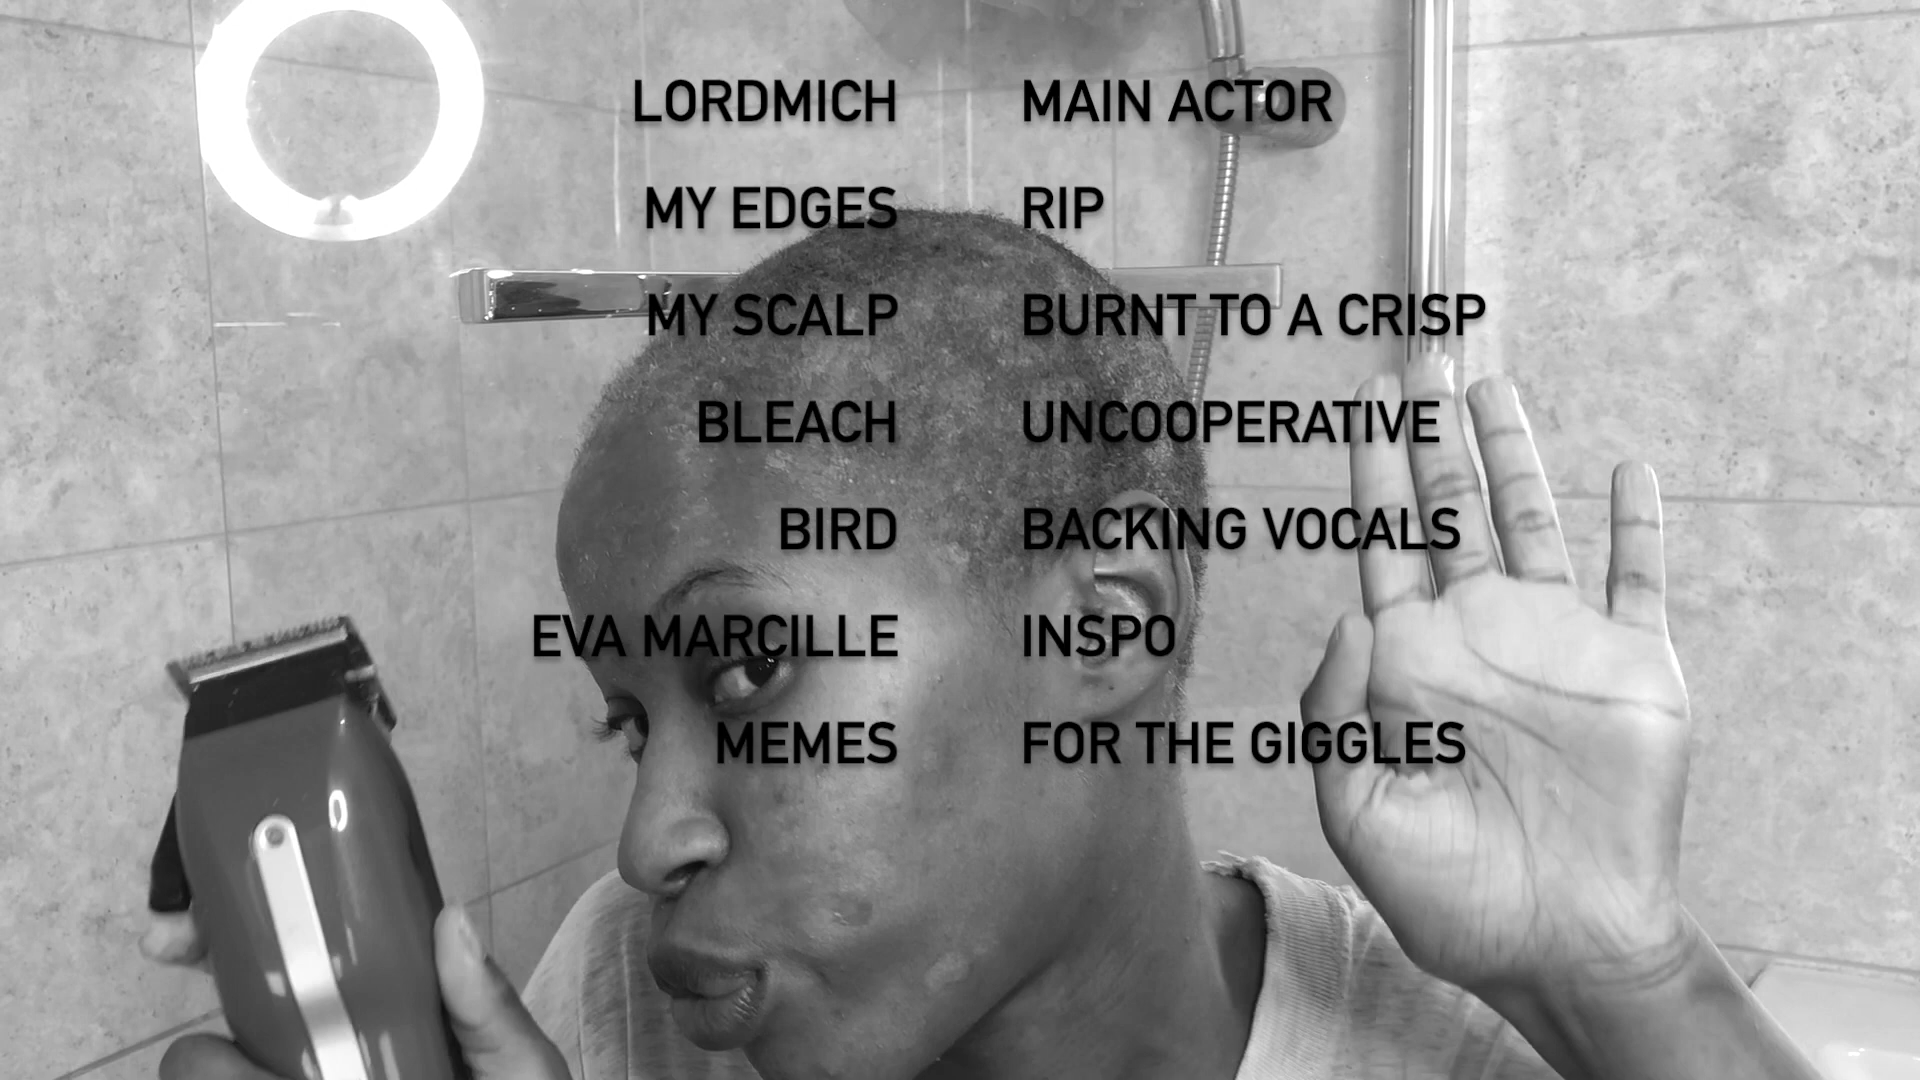 LORDMICH MAIN ACTOR
MY EDGES RIP
MY SCALP BURNT TO A CRISP
BLEACH UNCOOPERATIVE
BIRD BACKING VOCALS
EVA MARCILLE INSPO
MEMES FOR THE GIGGLES